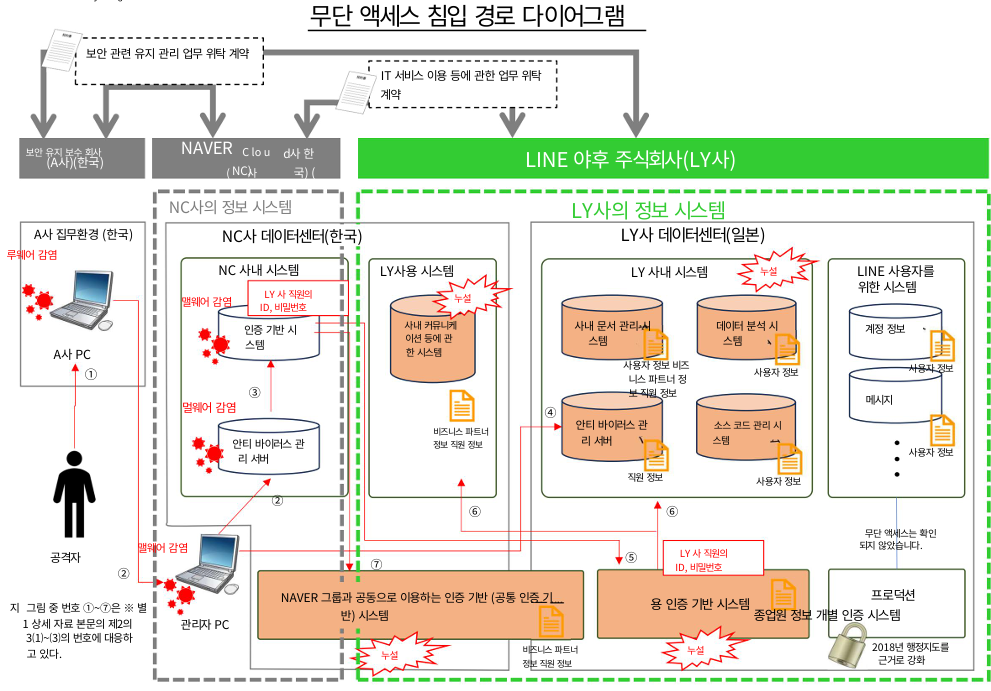 무단 액세스 침입 경로 다이어그램
보안 관련 유지 관리 업무 위탁 계약
IT 서비스 이용 등에 관한 업무 위탁
계약
보안 유지 보수 회사
(A사)(한국)
NAVER C lo u d사 한
(NC)사 국) (
LINE 야후 주식회사(LY사)
NC사의 정보 시스템
LY사의 정보 시스템
A사 집무환경 (한국)
NC사 데이터센터(한국)
LY사 데이터센터(일본)
루웨어 감염
A사 PC
①
공격자
②
NC 사내 시스템
맬웨어 감염
LY 사 직원의
ID, 비밀번호
인증 기반 시
스템
③
멀웨어 감염
안티 바이러스 관
리 서버
②
맬웨어 감염
관리자 PC
LY사용 시스템
누설
사내 커뮤니케
이션 등에 관
한 시스템
비즈니스 파트너
정보 직원 정보
⑥
④
LY 사내 시스템
누설
사내 문서 관리 시
스템
사용자 정보 비즈
니스 파트너 정
보 직원 정보
데이터 분석 시
스템
사용자 정보
안티 바이러스 관
리 서버
직원 정보
소스 코드 관리 시
스템
사용자 정보
⑥
LINE 사용자를
위한 시스템
계정 정보
사용자 정보
메시지
사용자 정보
무단 액세스는 확인
되지 않았습니다.
⑦
NAVER 그룹과 공동으로 이용하는 인증 기반 (공통 인증 기
반) 시스템
누설
비즈니스 파트너
정보 직원 정보
⑤
LY 사 직원의
ID, 비밀번호
용 인증 기반 시스템
종업원 정보 개별 인증 시스템
누설
프로덕션
2018년 행정지도를
근거로 강화
지 그림 중 번호 ①~⑦은 ※ 별
1 상세 자료 본문의 제2의
3(1)~(3)의 번호에 대응하
고 있다.